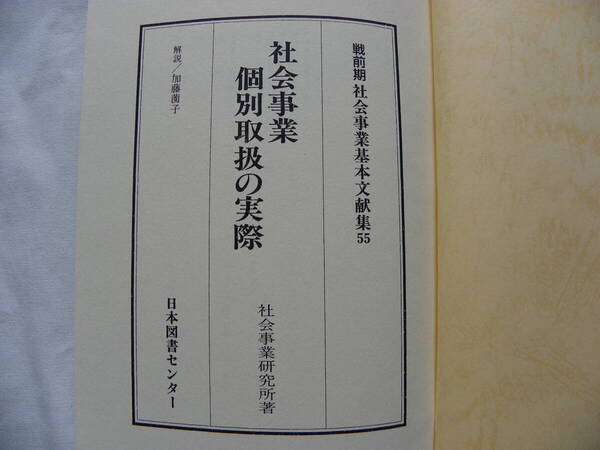 戦前期 社会事業基本文献集55
社会事業
個別取扱の実際
社会事業研究所著
解説／加藤薗子
日本図書センター